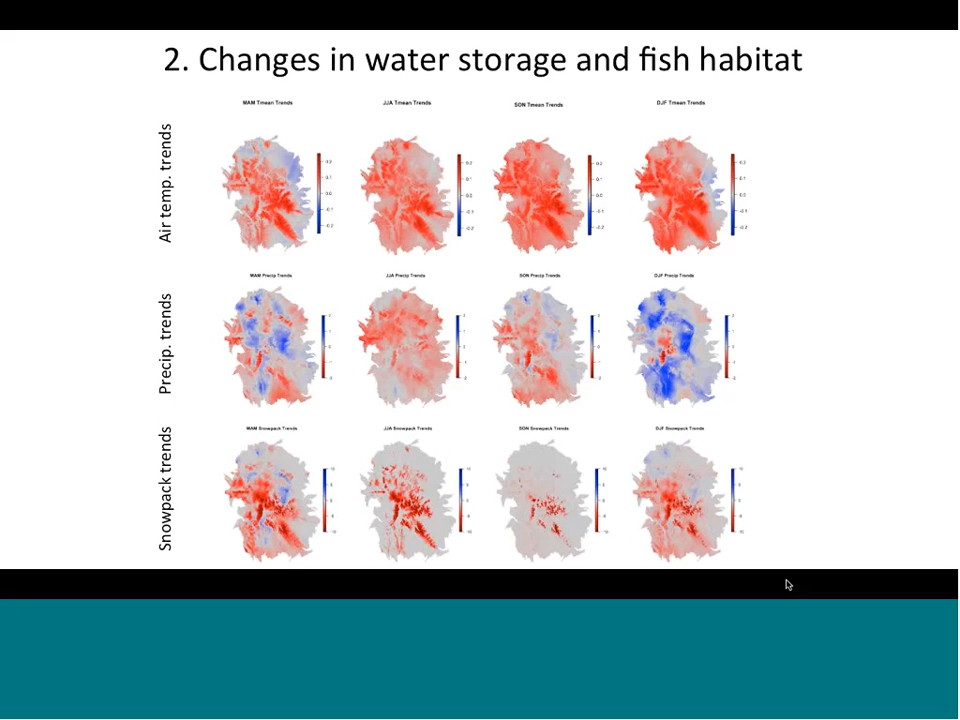 2. Changes in water storage and fish habitat
MAM Tmean Trends
JJA Tmean Trends
SON Tmean Trends
DJF Tmean Trends
Air temp. trends
MAM Precip Trends
JJA Precip Trends
SON Precip Trends
DJF Precip Trends
Precip. trends
MAM Snowpack Trends
JJA Snowpack Trends
SON Snowpack Trends
DJF Snowpack Trends
Snowpack trends